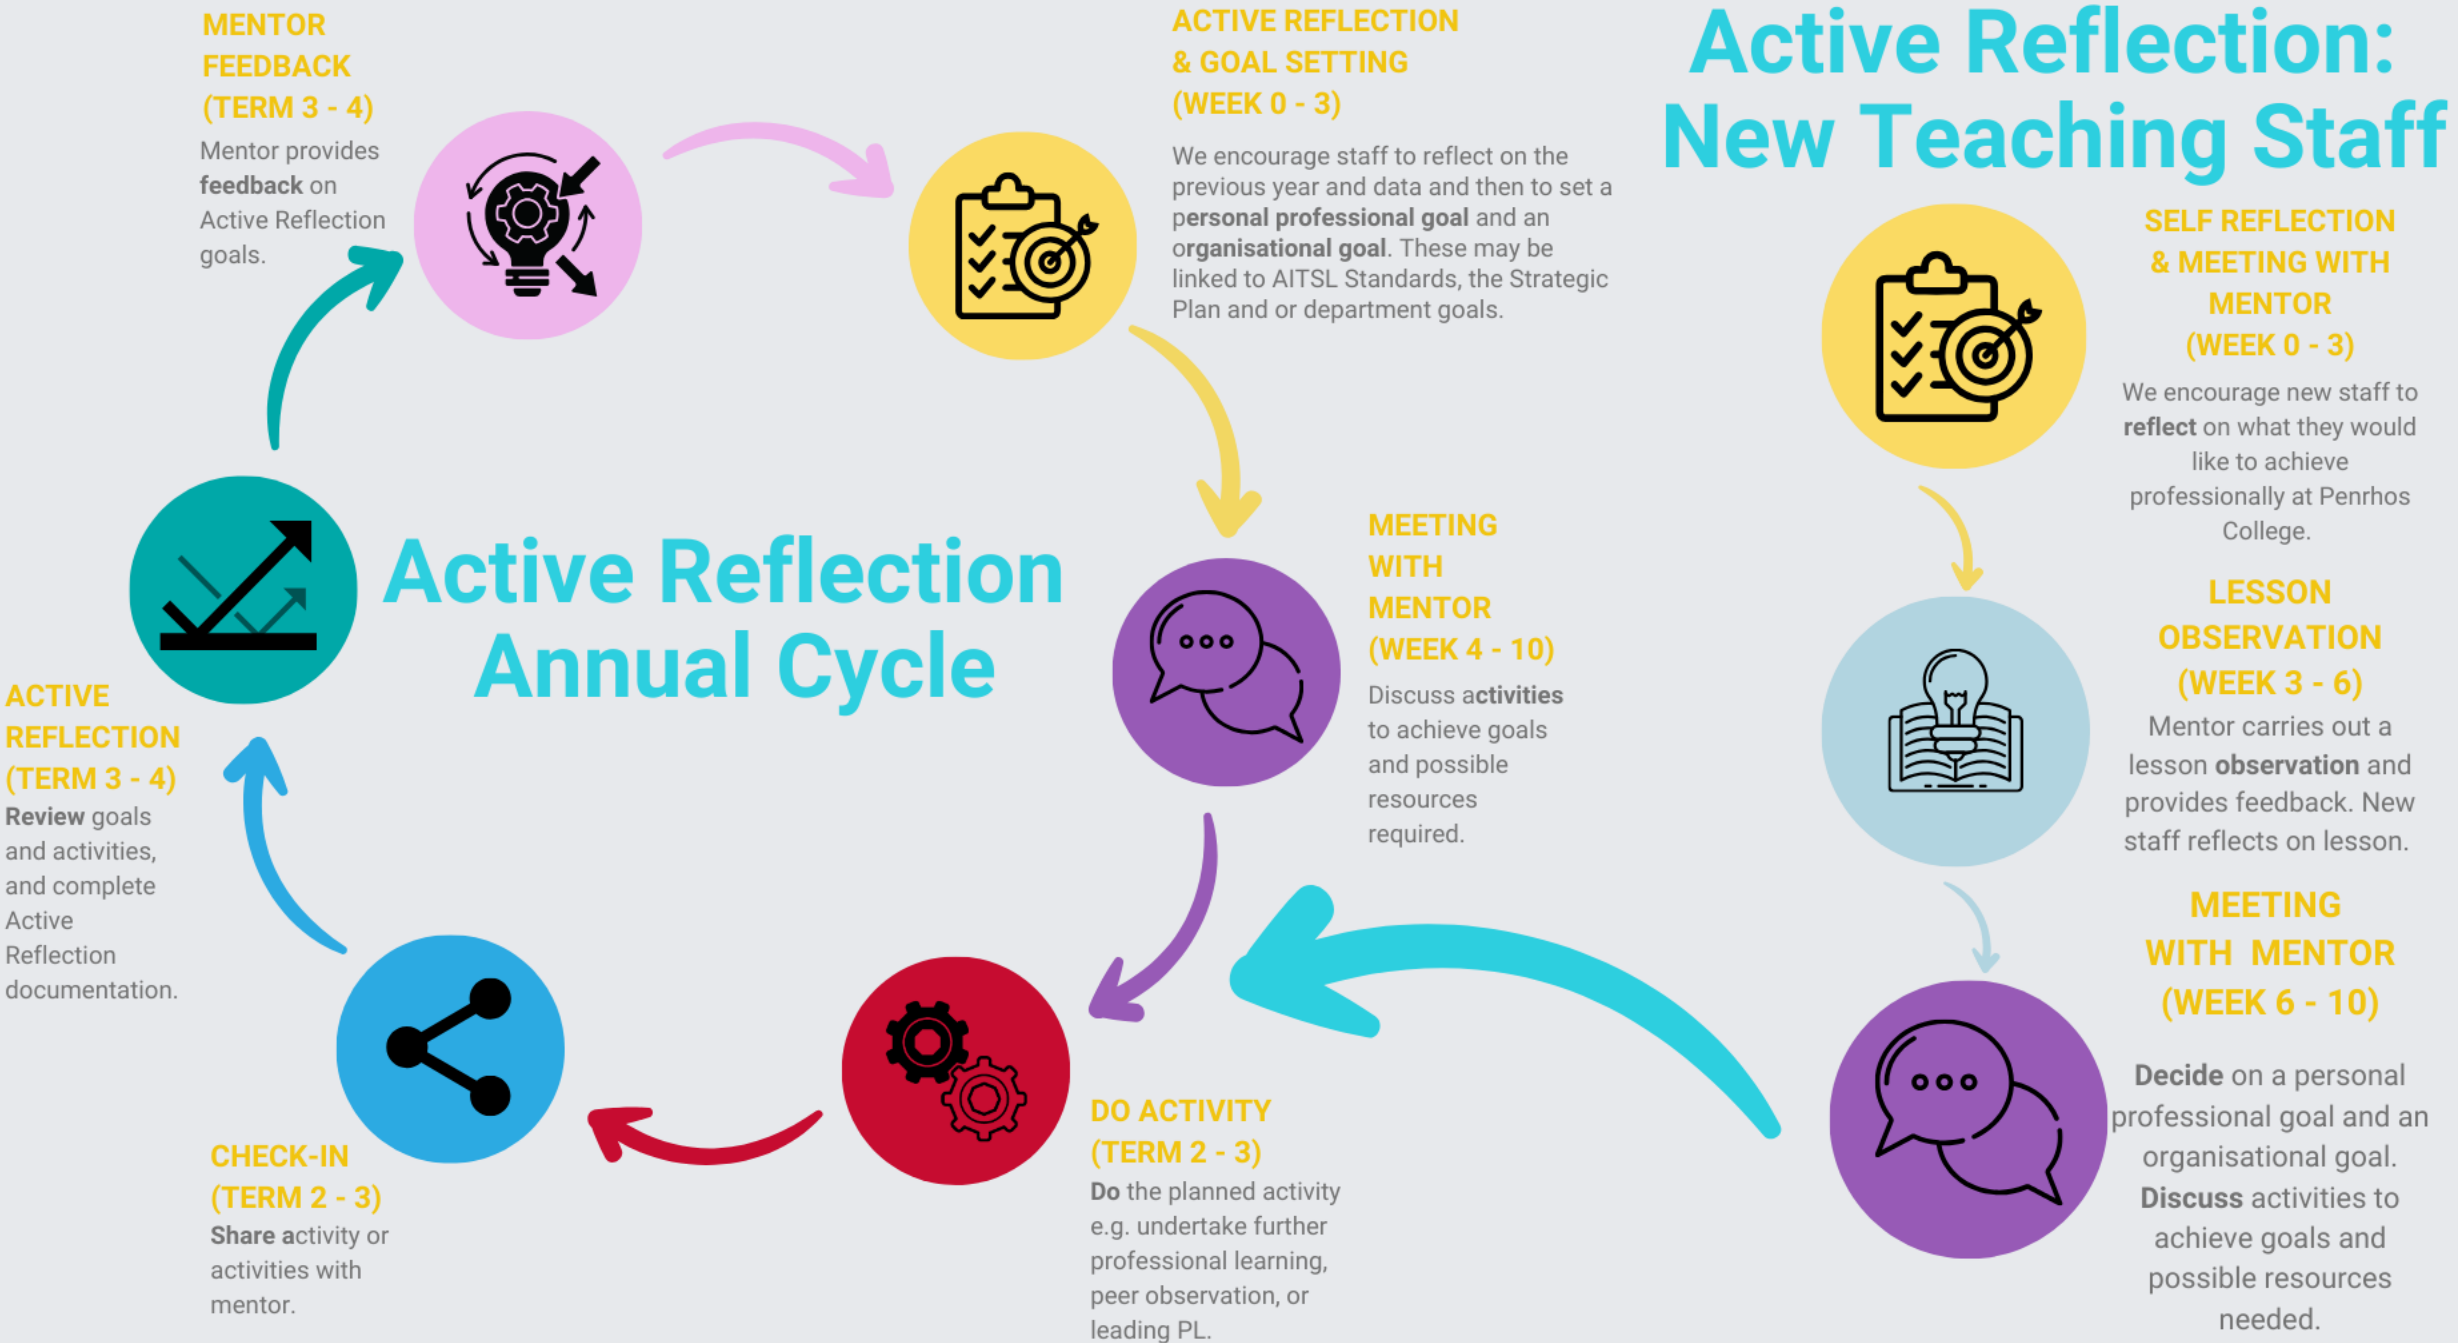 MENTOR
FEEDBACK
(TERM 3 - 4)
Mentor provides
feedback on
Active Reflection
goals.
ACTIVE REFLECTION
& GOAL SETTING
(WEEK 0 - 3)
We encourage staff to reflect on the
previous year and data and then to set a
personal professional goal and an
organisational goal. These may be
linked to AITSL Standards, the Strategic
Plan and or department goals.
MEETING
WITH
MENTOR
(WEEK 4 - 10)
Discuss activities
to achieve goals
and possible
resources
required.
Active Reflection
Annual Cycle
DO ACTIVITY
(TERM 2 - 3)
Do the planned activity
e.g. undertake further
professional learning,
peer observation, or
leading PL.
CHECK-IN
(TERM 2 - 3)
Share activity or
activities with
mentor.
ACTIVE
REFLECTION
(TERM 3 - 4)
Review goals
and activities,
and complete
Active
Reflection
documentation.
Active Reflection:
New Teaching Staff
SELF REFLECTION
& MEETING WITH
MENTOR
(WEEK 0 - 3)
We encourage new staff to
reflect on what they would
like to achieve
professionally at Penrhos
College.
LESSON
OBSERVATION
(WEEK 3 - 6)
Mentor carries out a
lesson observation and
provides feedback. New
staff reflects on lesson.
MEETING
WITH MENTOR
(WEEK 6 - 10)
Decide on a personal
professional goal and an
organisational goal.
Discuss activities to
achieve goals and
possible resources
needed.